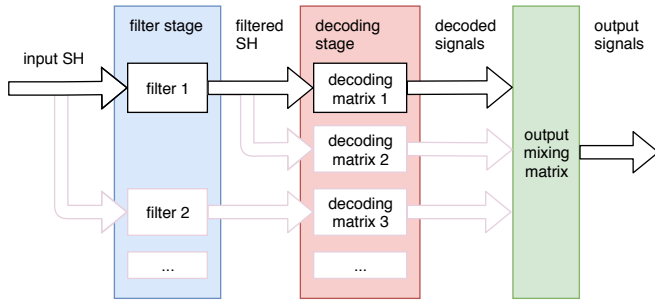 filter stage
filtered
SH
decoding
stage
decoded
signals
output
signals
input SH
filter 1
decoding
matrix 1
decoding
matrix 2
output
mixing
matrix
filter 2
decoding
matrix 3
...
...